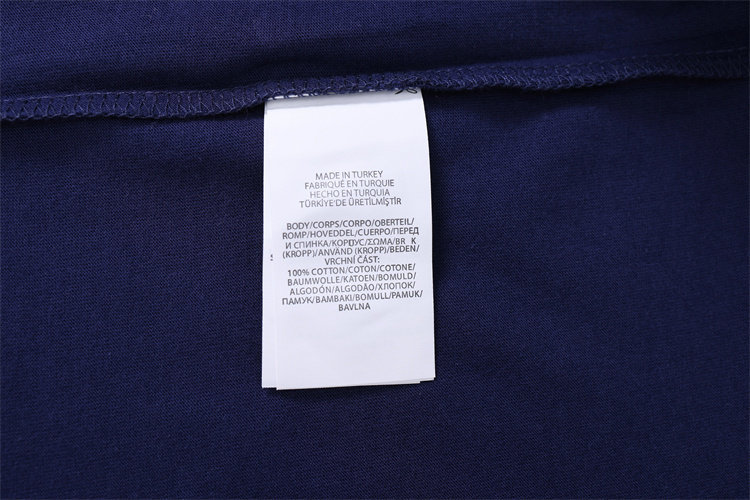 MADE IN TURKEY
FABRIQUÉ EN TURQUIE
HECHO EN TURQUIA
TÜRKİYE'DE ÜRETİLMİŞTİR
BODY/CORPS/CORPO/OBERTEIL/
ROMP/HOVEDDEL/CUERPO/ПЕРЕД
И СПИНКА/КОРПУС/ΣΩΜΑ/BR K
(KROPP)/ANVÄND (KROPP)/BEDEN/
VRCHNÍ ČÁST:
100% COTTON/COTON/COTONE/
BAUMWOLLE/KATOEN/BOMULD/
ALGODÓN/ALGODÃO/ХЛОПОК/
ПАМУК/BAMBAKI/BOMULL/PAMUK/
BAVLNA